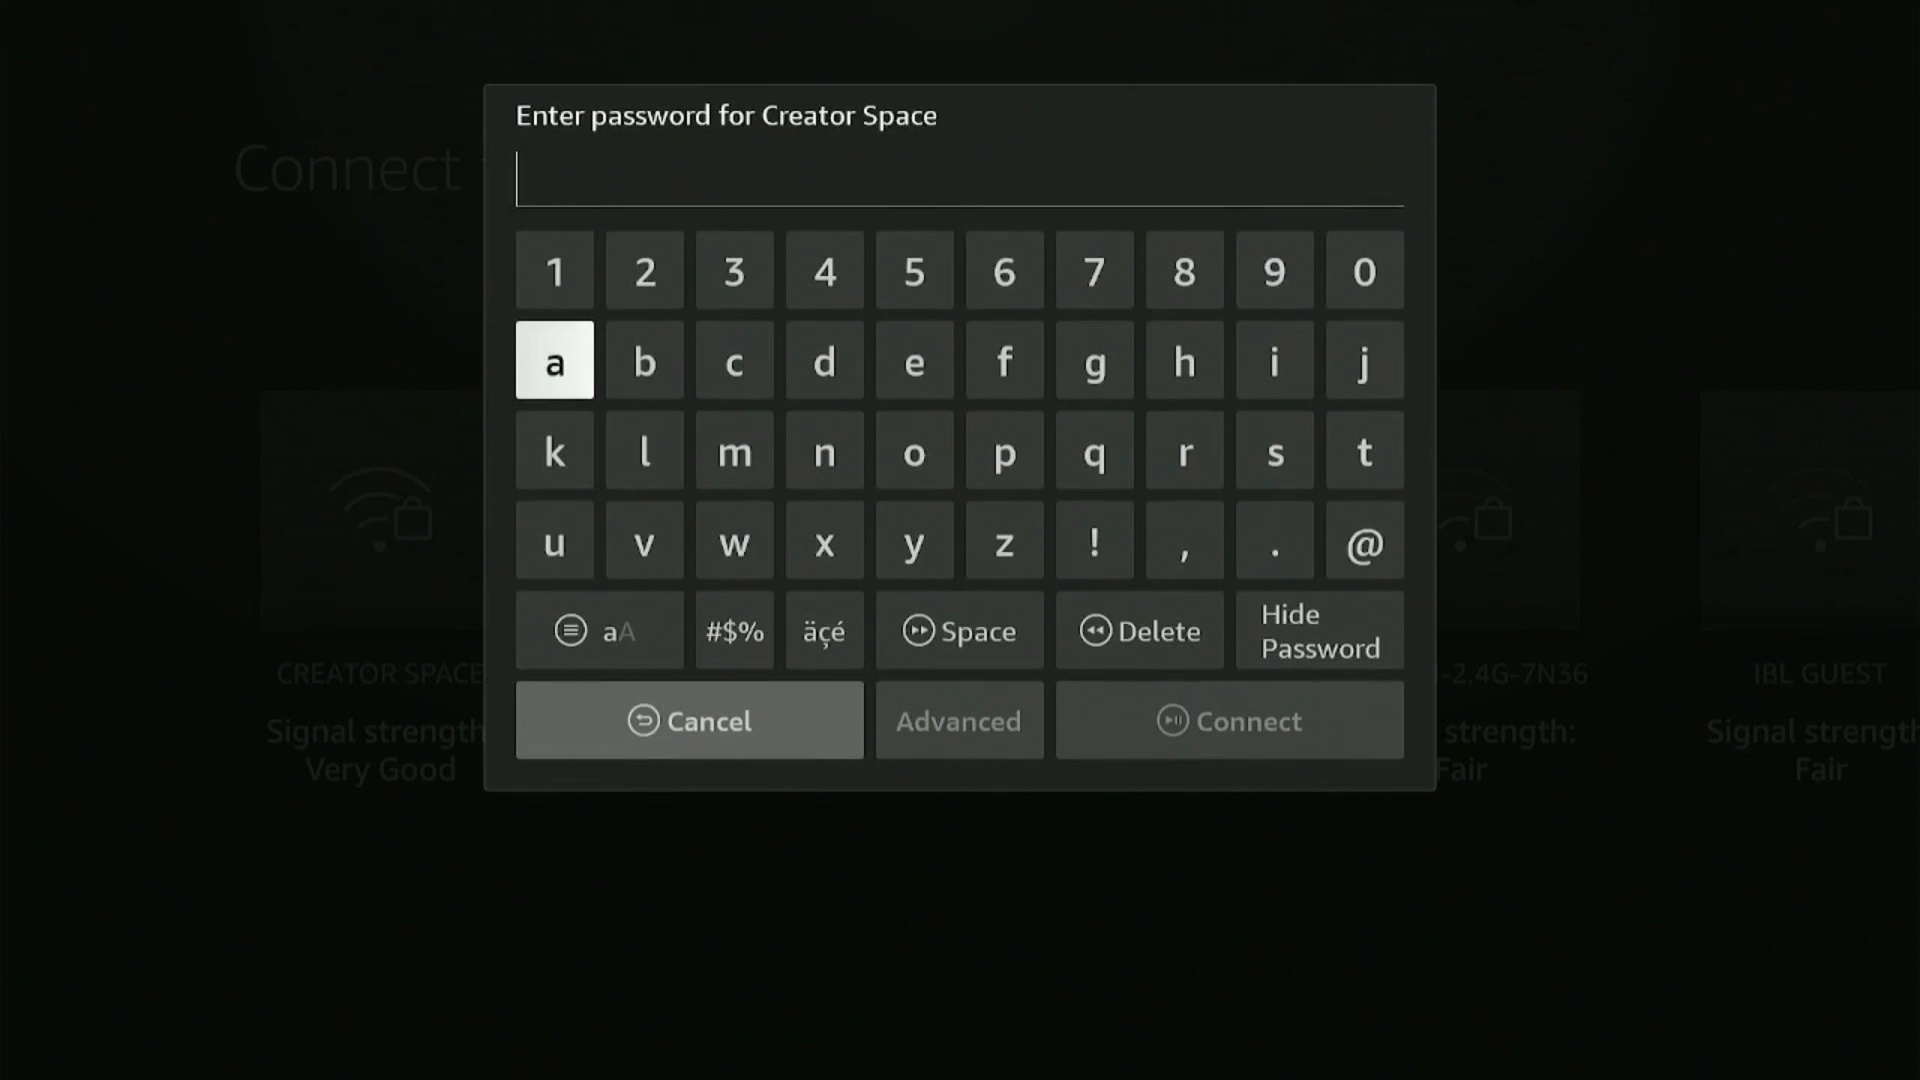 Enter password for Creator Space
Connect
1 2 3 4 5 6 7 8 9 0
a b c d e f g h i j
k l m n o p q r s t
u v w x y z ! , . @
aA #$% äçé Space Delete Hide Password
Cancel Advanced Connect
CREATOR SPACE
Signal strength
Very Good
-2.4G-7N36
strength:
Fair
IBL GUEST
Signal strength
Fair